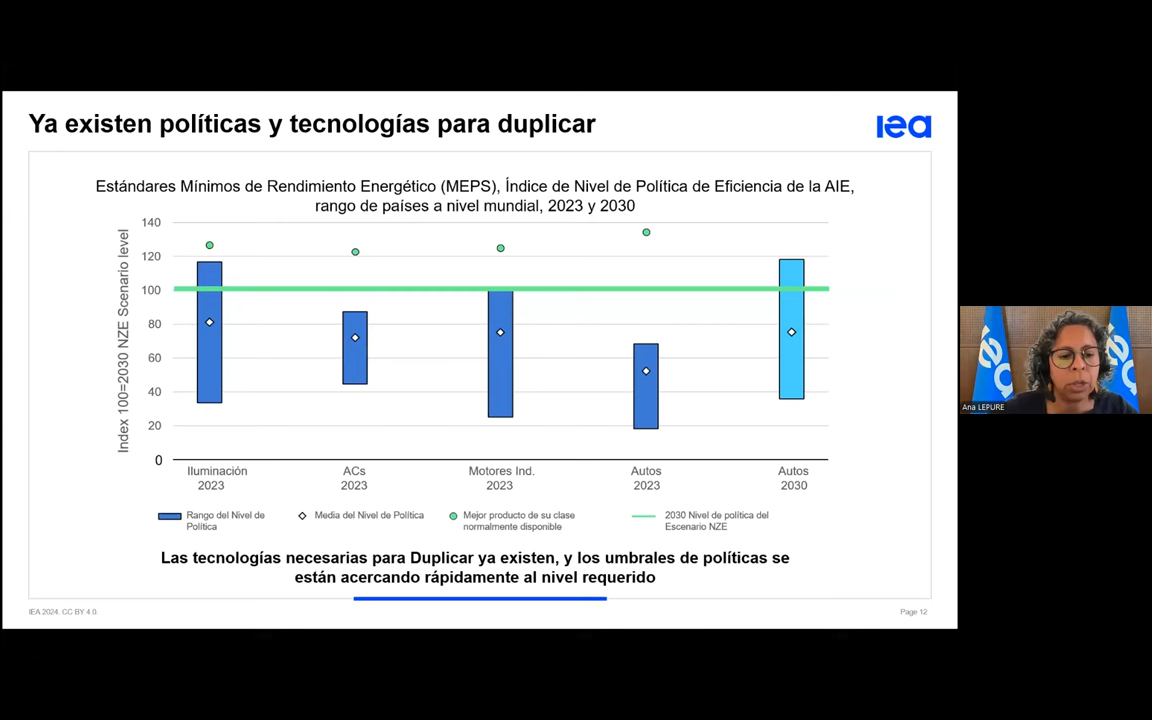 Ya existen políticas y tecnologías para duplicar
iea
Estándares Mínimos de Rendimiento Energético (MEPS), Índice de Nivel de Política de Eficiencia de la AIE,
rango de países a nivel mundial, 2023 y 2030
Index 100=2030 NZE Scenario level
140
120
100
80
60
40
20
0
Iluminación
2023
ACs
2023
Motores Ind.
2023
Autos
2023
Autos
2030
Rango del Nivel de
Política
Media del Nivel de Política
Mejor producto de su clase
normalmente disponible
2030 Nivel de política del
Escenario NZE
Las tecnologías necesarias para Duplicar ya existen, y los umbrales de políticas se
están acercando rápidamente al nivel requerido
IEA 2024. CC BY 4.0.
Page 12
iea
Ana LEPURE